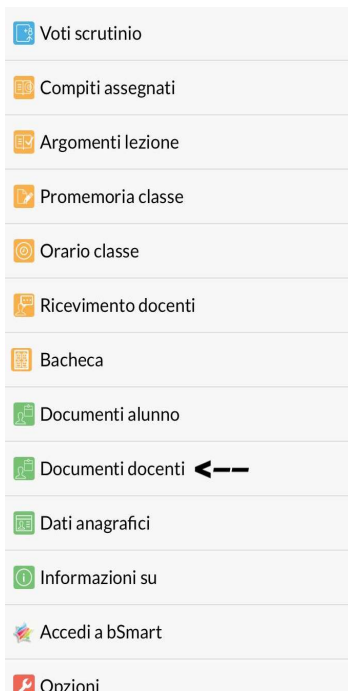 Voti scrutinio
Compiti assegnati
Argomenti lezione
Promemoria classe
Orario classe
Ricevimento docenti
Bacheca
Documenti alunno
Documenti docenti <--
Dati anagrafici
Informazioni su
Accedi a bSmart
Opzioni